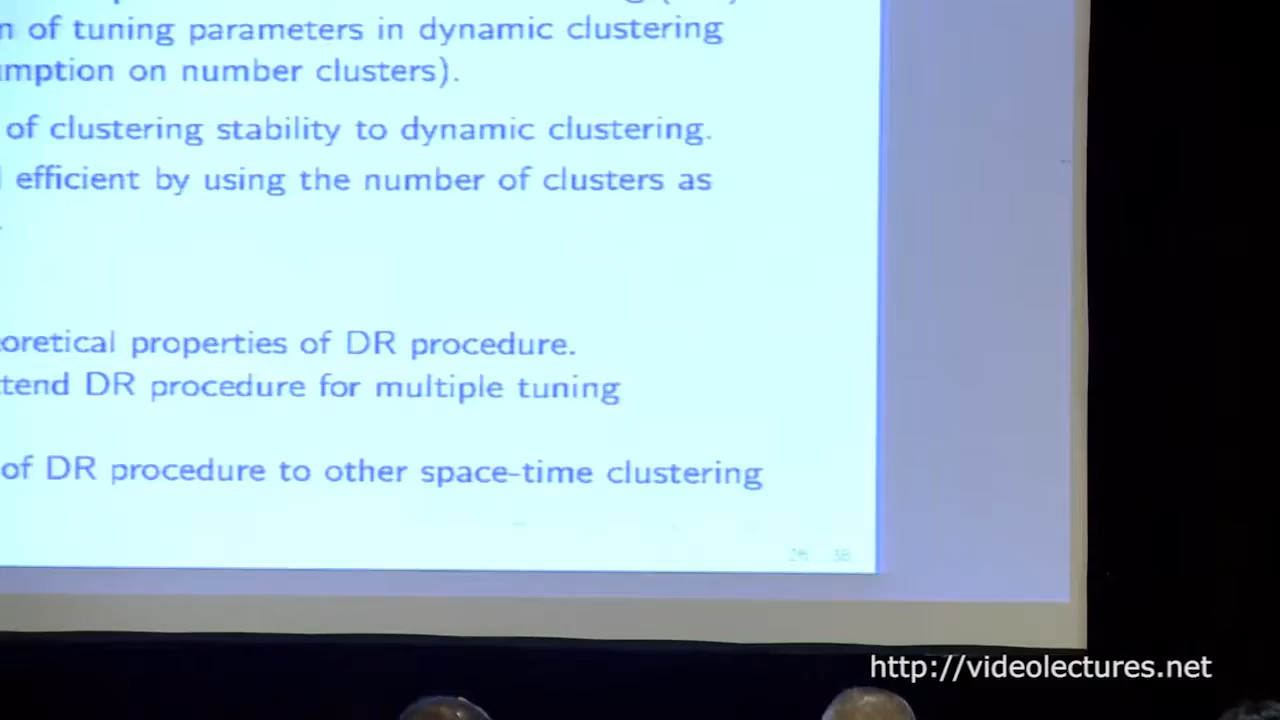 n of tuning parameters in dynamic clustering
mption on number clusters).
of clustering stability to dynamic clustering.
efficient by using the number of clusters as
oretical properties of DR procedure.
tend DR procedure for multiple tuning
of DR procedure to other space-time clustering
38
http://videolectures.net